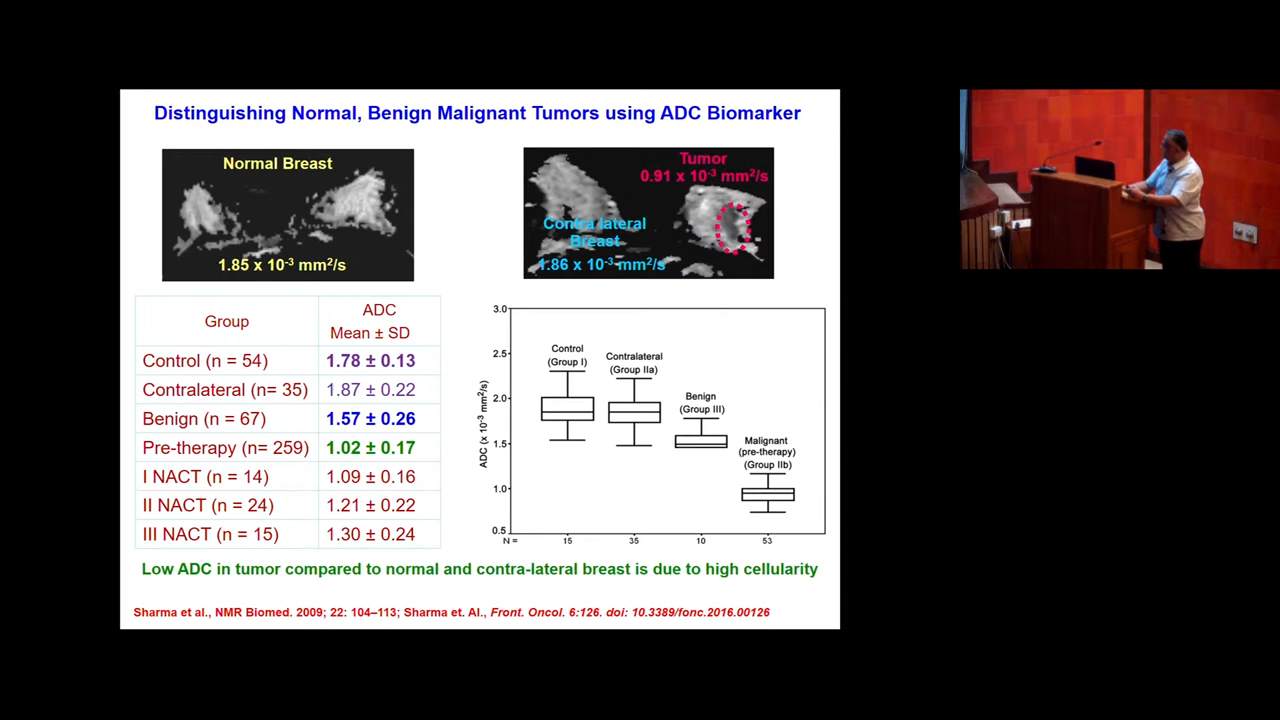 Distinguishing Normal, Benign Malignant Tumors using ADC Biomarker
Normal Breast
1.85 x 10-3 mm2/s
Tumor
0.91 x 10-3 mm2/s
Contra lateral
Breast
1.86 x 10-3 mm2/s
Group
ADC
Mean ± SD
Control (n = 54) 1.78 ± 0.13
Contralateral (n= 35) 1.87 ± 0.22
Benign (n = 67) 1.57 ± 0.26
Pre-therapy (n= 259) 1.02 ± 0.17
I NACT (n = 14) 1.09 ± 0.16
II NACT (n = 24) 1.21 ± 0.22
III NACT (n = 15) 1.30 ± 0.24
ADC (x 10-3 mm2/s)
3.0
2.5
2.0
1.5
1.0
0.5
Control
(Group I)
Contralateral
(Group IIa)
Benign
(Group III)
Malignant
(pre-therapy)
(Group IIb)
N = 15 35 10 53
Low ADC in tumor compared to normal and contra-lateral breast is due to high cellularity
Sharma et al., NMR Biomed. 2009; 22: 104–113; Sharma et. Al., Front. Oncol. 6:126. doi: 10.3389/fonc.2016.00126